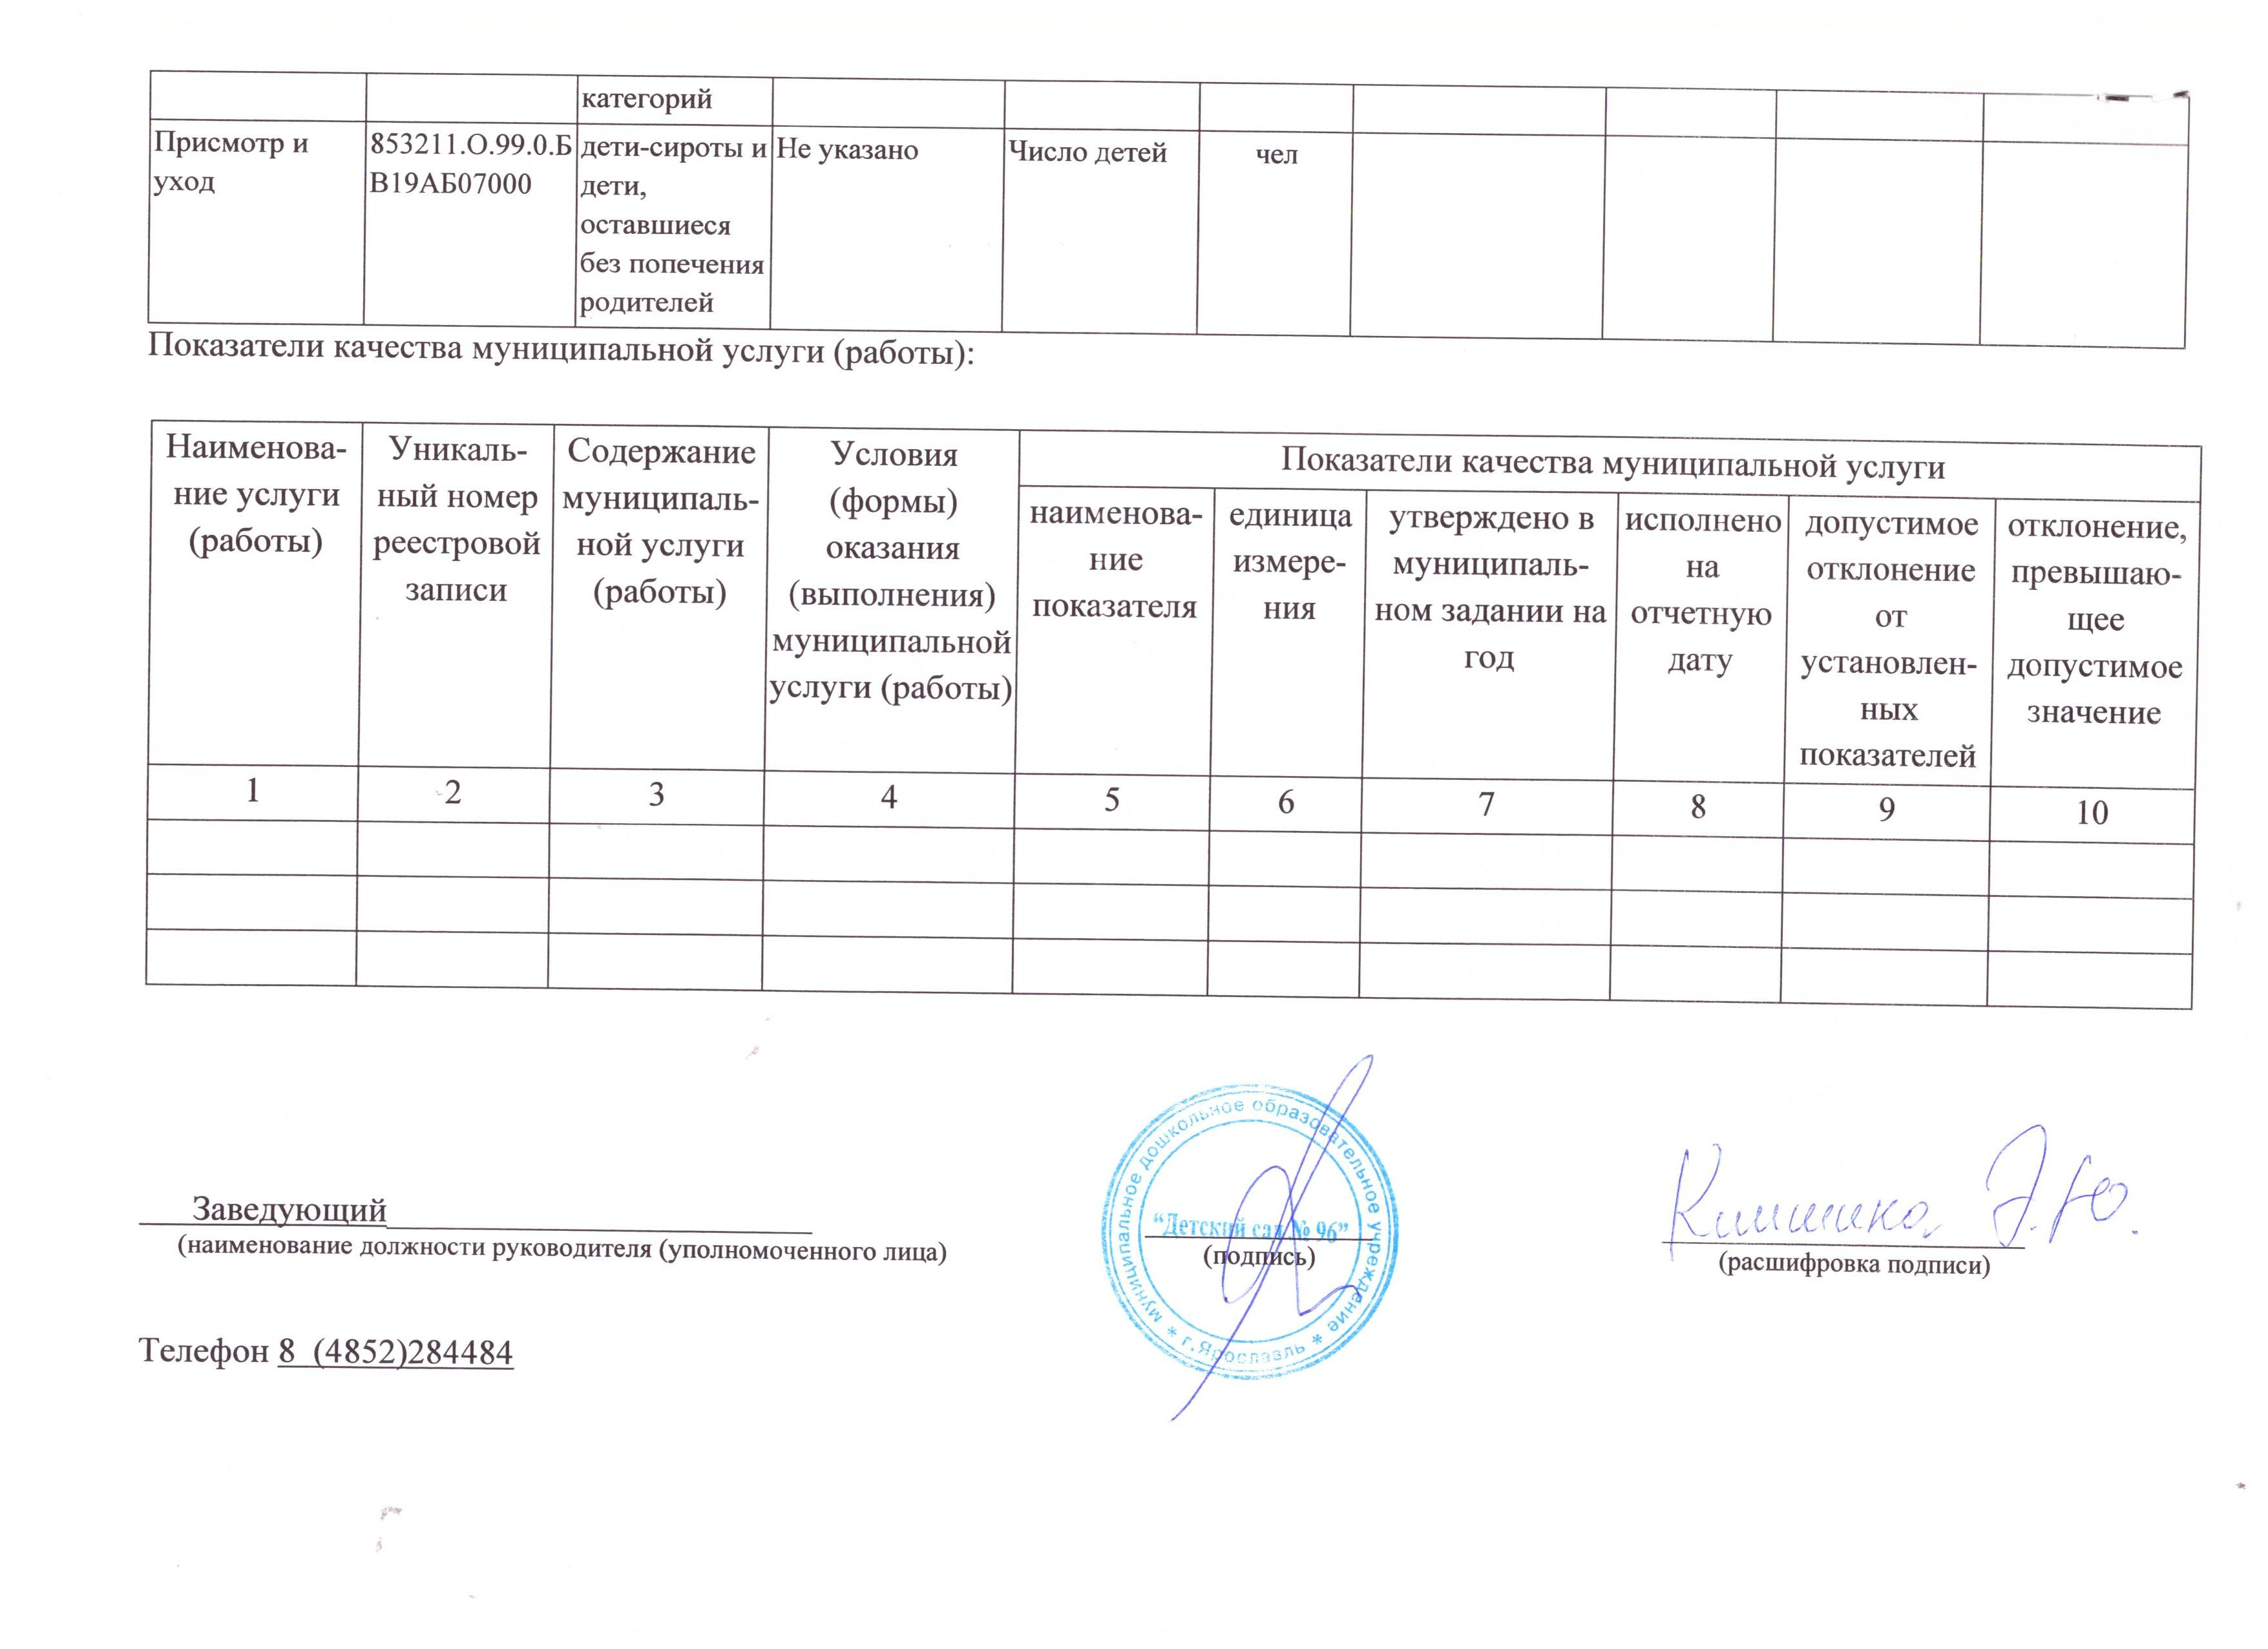 категорий
Присмотр и уход
853211.О.99.0.Б
В19АБ07000
дети-сироты и
дети,
оставшиеся
без попечения
родителей
Не указано
Число детей
чел
Показатели качества муниципальной услуги (работы):
Наименова-
ние услуги
(работы)
Уникаль-
ный номер
реестровой
записи
Содержание
муниципаль-
ной услуги
(работы)
Условия
(формы)
оказания
(выполнения)
муниципальной
услуги (работы)
Показатели качества муниципальной услуги
наименова-
ние
показателя
единица
измере-
ния
утверждено в
муниципаль-
ном задании на
год
исполнено
на
отчетную
дату
допустимое
отклонение
от
установлен-
ных
показателей
отклонение,
превышаю-
щее
допустимое
значение
1 2 3 4 5 6 7 8 9 10
Заведующий
(наименование должности руководителя (уполномоченного лица)
Муниципальное дошкольное образовательное учреждение * г.Ярославль *
“Детский сад № 96”
(подпись)
Э.Ю.
(расшифровка подписи)
Телефон 8 (4852)284484